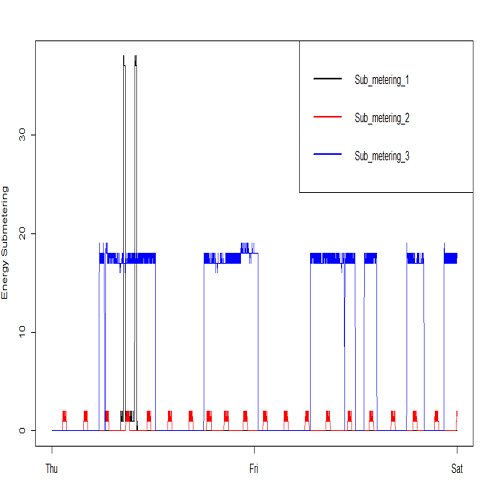 Sub_metering_1
Sub_metering_2
Sub_metering_3
Energy Submetering
30
20
10
0
Thu
Fri
Sat